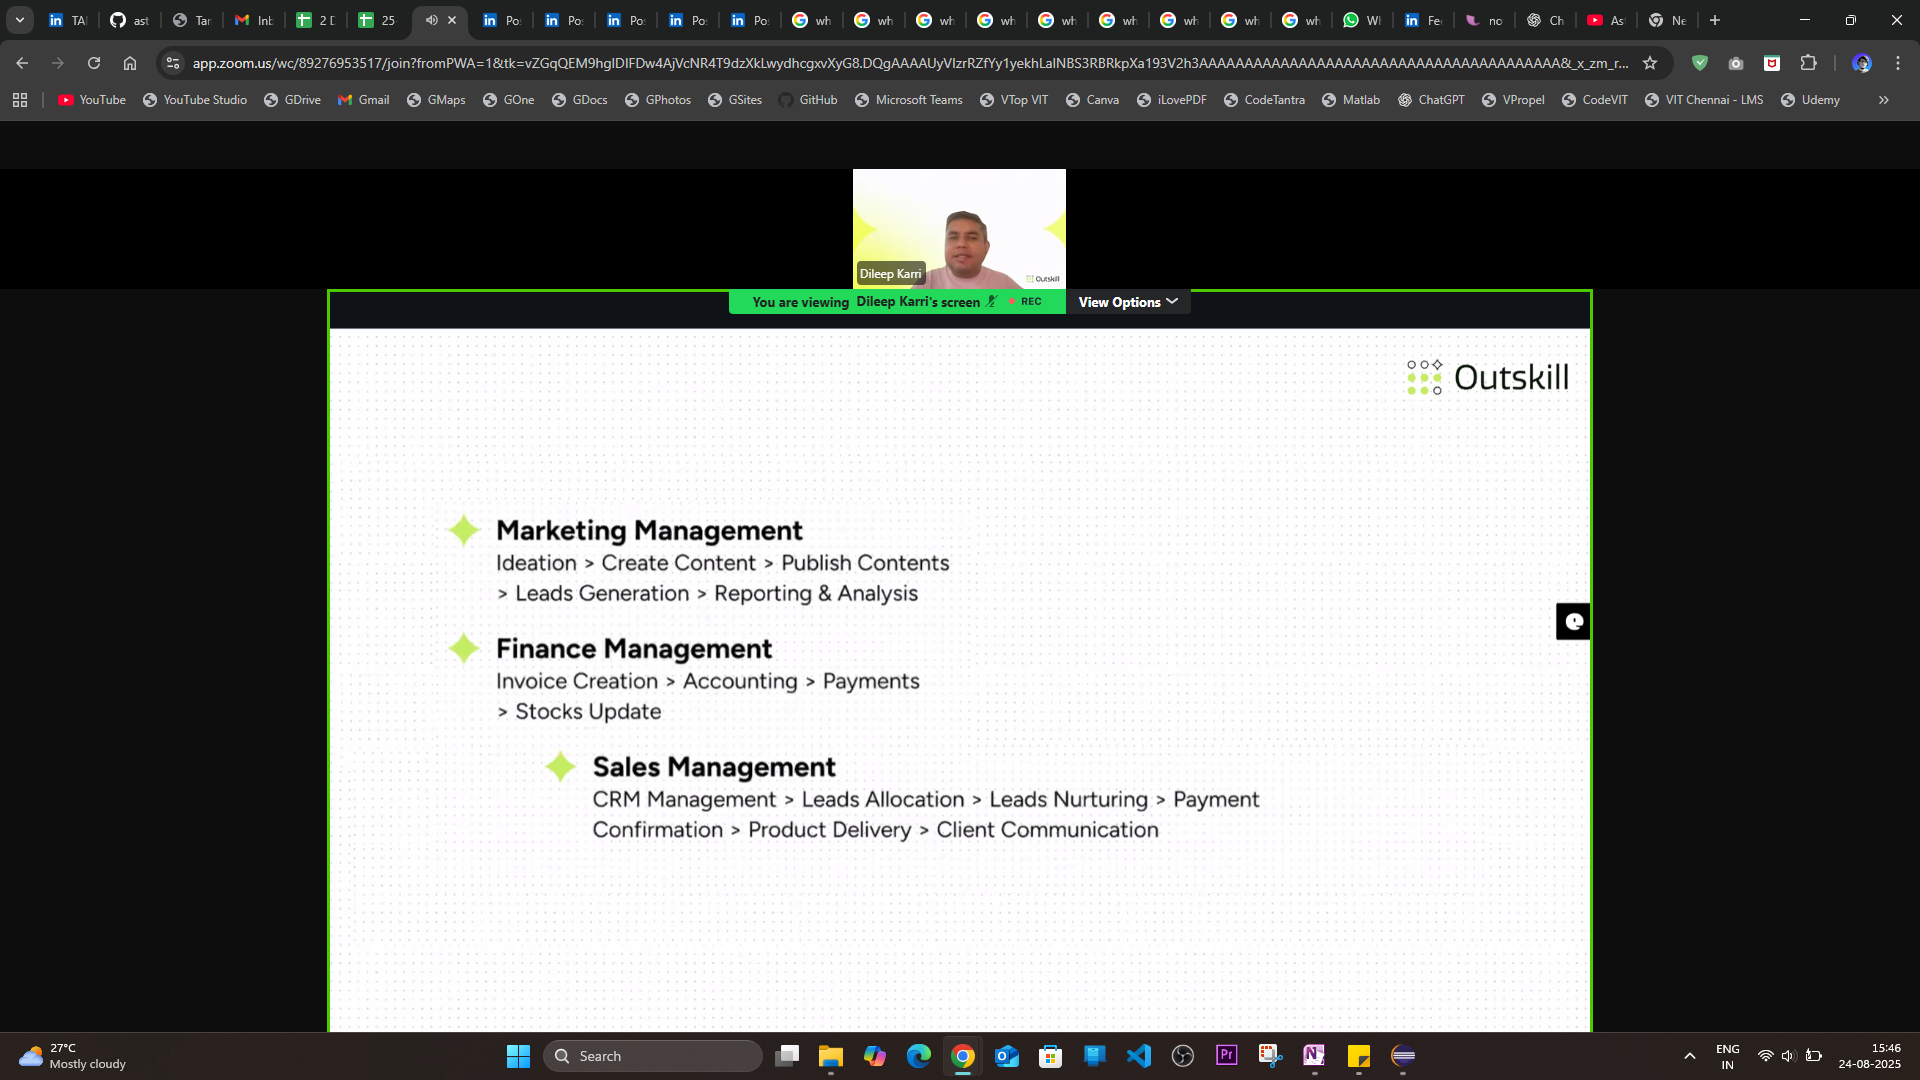 TA
ast
Tar
Inb
2 D
25-
Po
Po
Po
Po
Po
wh
wh
wh
wh
wh
wh
wh
wh
wh
Wl
Fe
no
Ch
As
Ne
app.zoom.us/wc/89276953517/join?fromPWA=1&tk=
YouTube
YouTube Studio
GDrive
Gmail
GMaps
GOne
GDocs
GPhotos
GSites
GitHub
Microsoft Teams
VTop VIT
Canva
iLovePDF
CodeTantra
Matlab
ChatGPT
VPropel
CodeVIT
VIT Chennai - LMS
Udemy
Dileep Karri
Outskill
You are viewing Dileep Karri's screen
REC
View Options
Outskill
Marketing Management
Ideation > Create Content > Publish Contents
> Leads Generation > Reporting & Analysis
Finance Management
Invoice Creation > Accounting > Payments
> Stocks Update
Sales Management
CRM Management > Leads Allocation > Leads Nurturing > Payment
Confirmation > Product Delivery > Client Communication
27°C
Mostly cloudy
Search
Pr
N
ENG
IN
15:46
24-08-2025